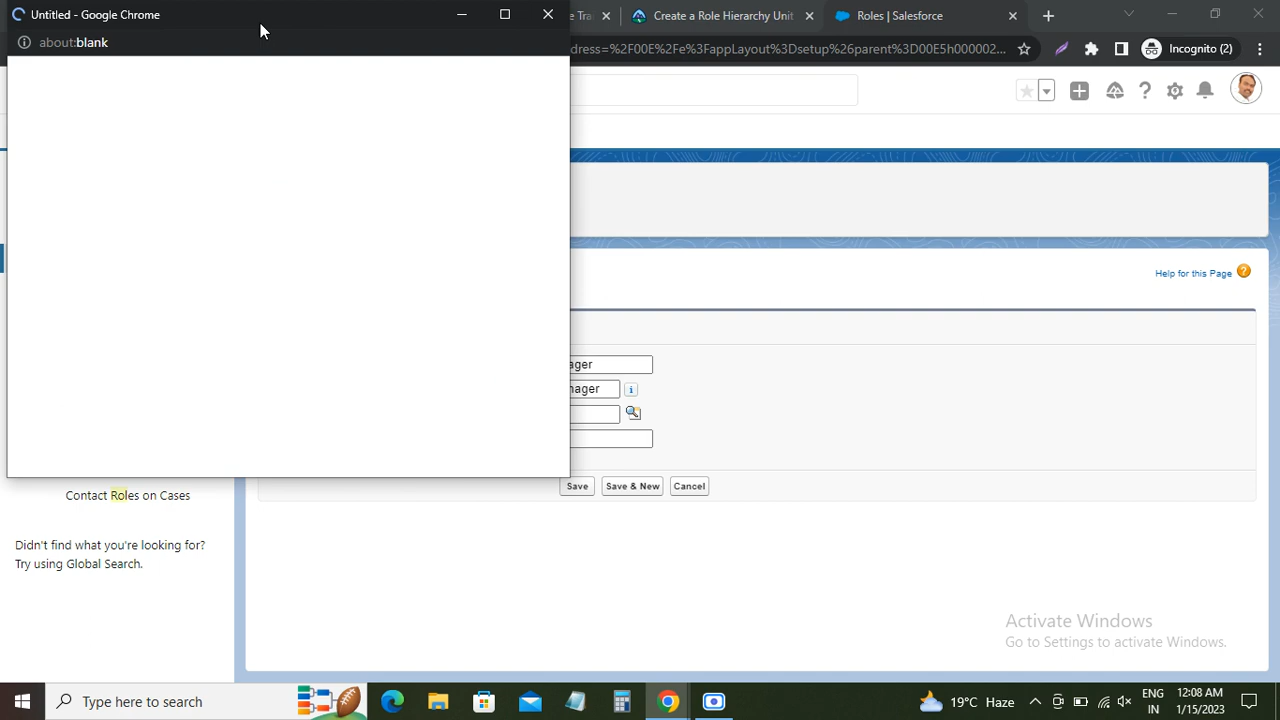 Untitled - Google Chrome
about:blank
e Tra
Create a Role Hierarchy Unit
Roles | Salesforce
dress=%2F00E%2Fe%3FappLayout%3Dsetup%26parent%3D00E5h000002...
Incognito (2)
Help for this Page
ager
nager
Save
Save & New
Cancel
Contact Roles on Cases
Didn't find what you're looking for?
Try using Global Search.
Activate Windows
Go to Settings to activate Windows.
Type here to search
19°C Haze
ENG
IN
12:08 AM
1/15/2023